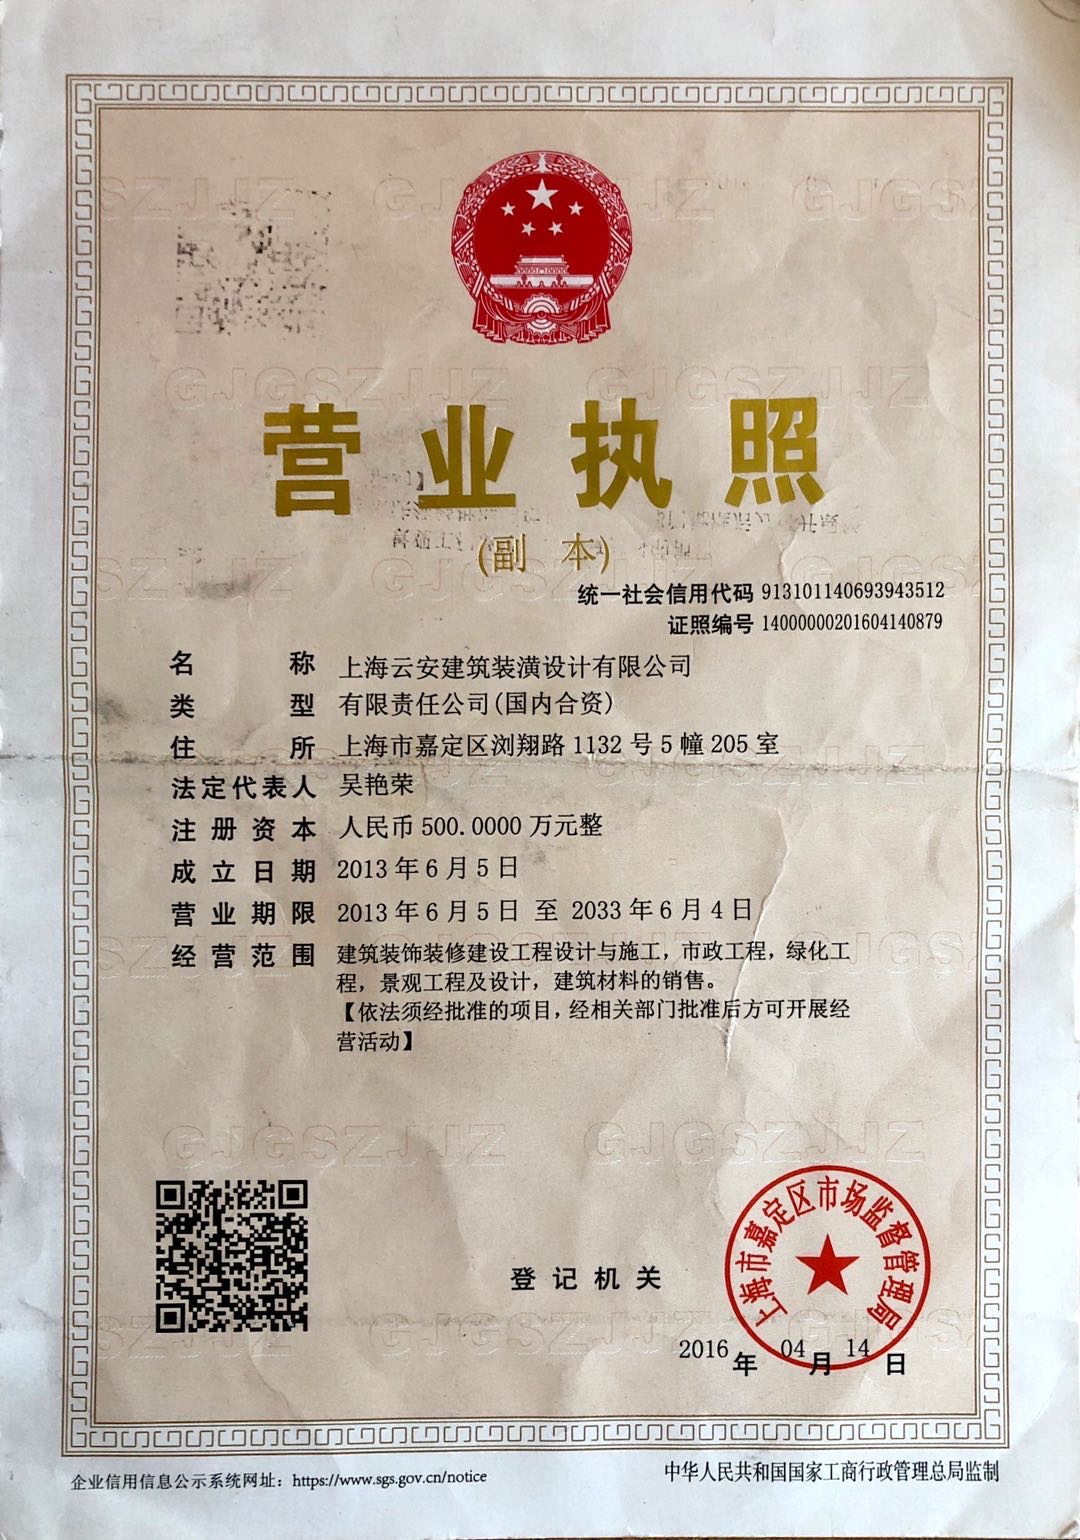 营业执照
(副 本)
统一社会信用代码 913101140693943512
证照编号 14000000201604140879
名称 上海云安建筑装潢设计有限公司
类型 有限责任公司(国内合资)
住所 上海市嘉定区浏翔路1132号5幢205室
法定代表人 吴艳荣
注册资本 人民币500.0000万元整
成立日期 2013年6月5日
营业期限 2013年6月5日 至 2033年6月4日
经营范围 建筑装饰装修建设工程设计与施工，市政工程，绿化工
程，景观工程及设计，建筑材料的销售。
【依法须经批准的项目，经相关部门批准后方可开展经
营活动】
登记机关
上海市嘉定区市场监督管理局
2016年 04月 14日
企业信用信息公示系统网址：https://www.sgs.gov.cn/notice
中华人民共和国国家工商行政管理总局监制